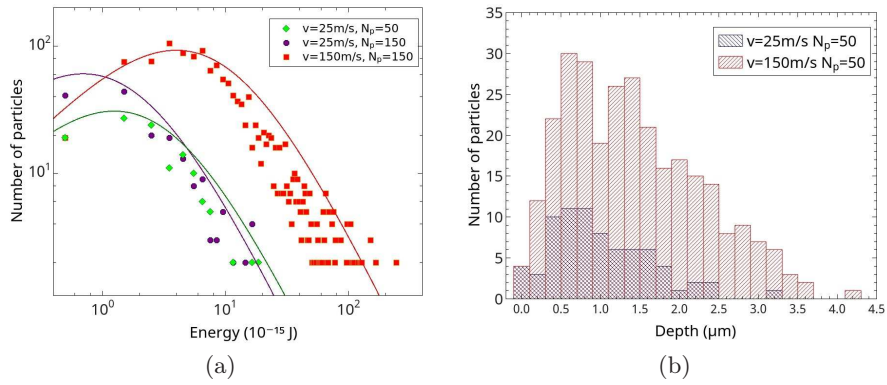 v=25m/s, Nₚ=50
v=25m/s, Nₚ=150
v=150m/s, Nₚ=150
10²
10¹
Number of particles
10⁰ 10¹ 10²
Energy (10⁻¹⁵ J)
(a)
35
30
25
20
15
10
5
0
Number of particles
v=25m/s Nₚ=50
v=150m/s Nₚ=50
0.0 0.5 1.0 1.5 2.0 2.5 3.0 3.5 4.0 4.5
Depth (μm)
(b)